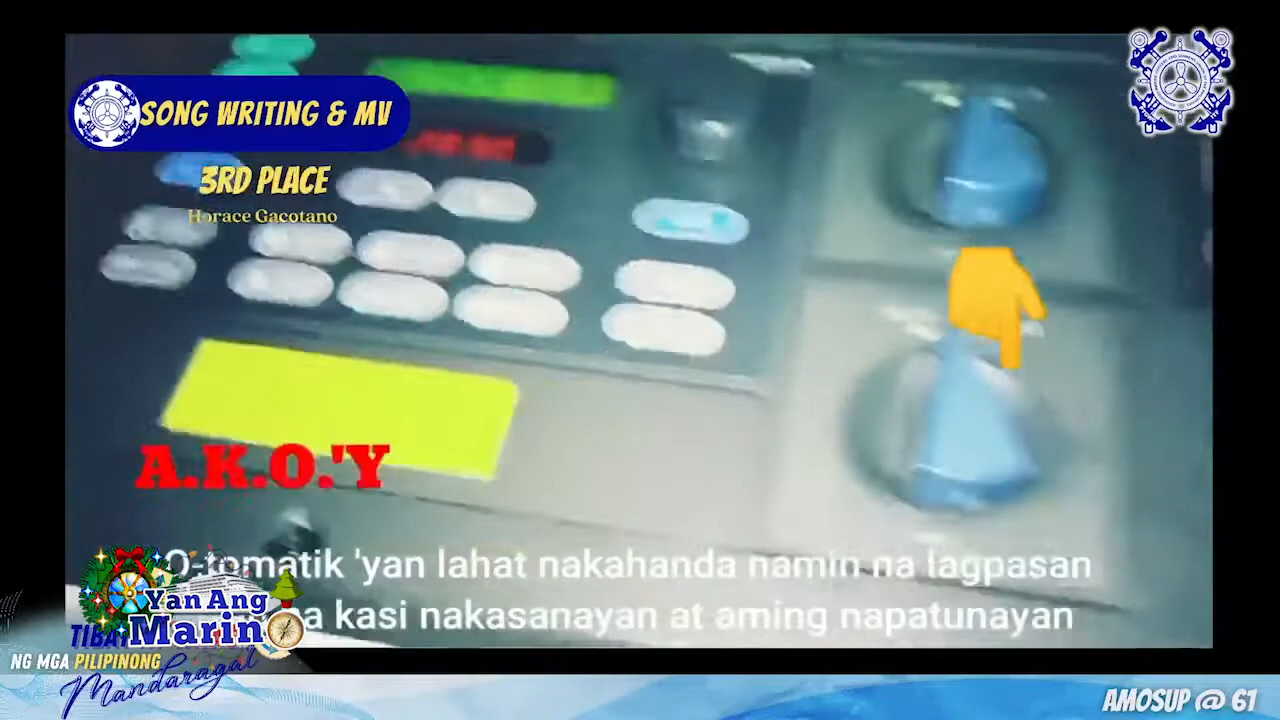 SONG WRITING & MV
3RD PLACE
Horace Gacotano
A.K.O.'Y
O-tomatik 'yan lahat nakahanda namin na lagpasan
kasi nakasanayan at aming napatunayan
Yan Ang
Marino
NG MGA PILIPINONG
Mandaragat
AMOSUP @ 61